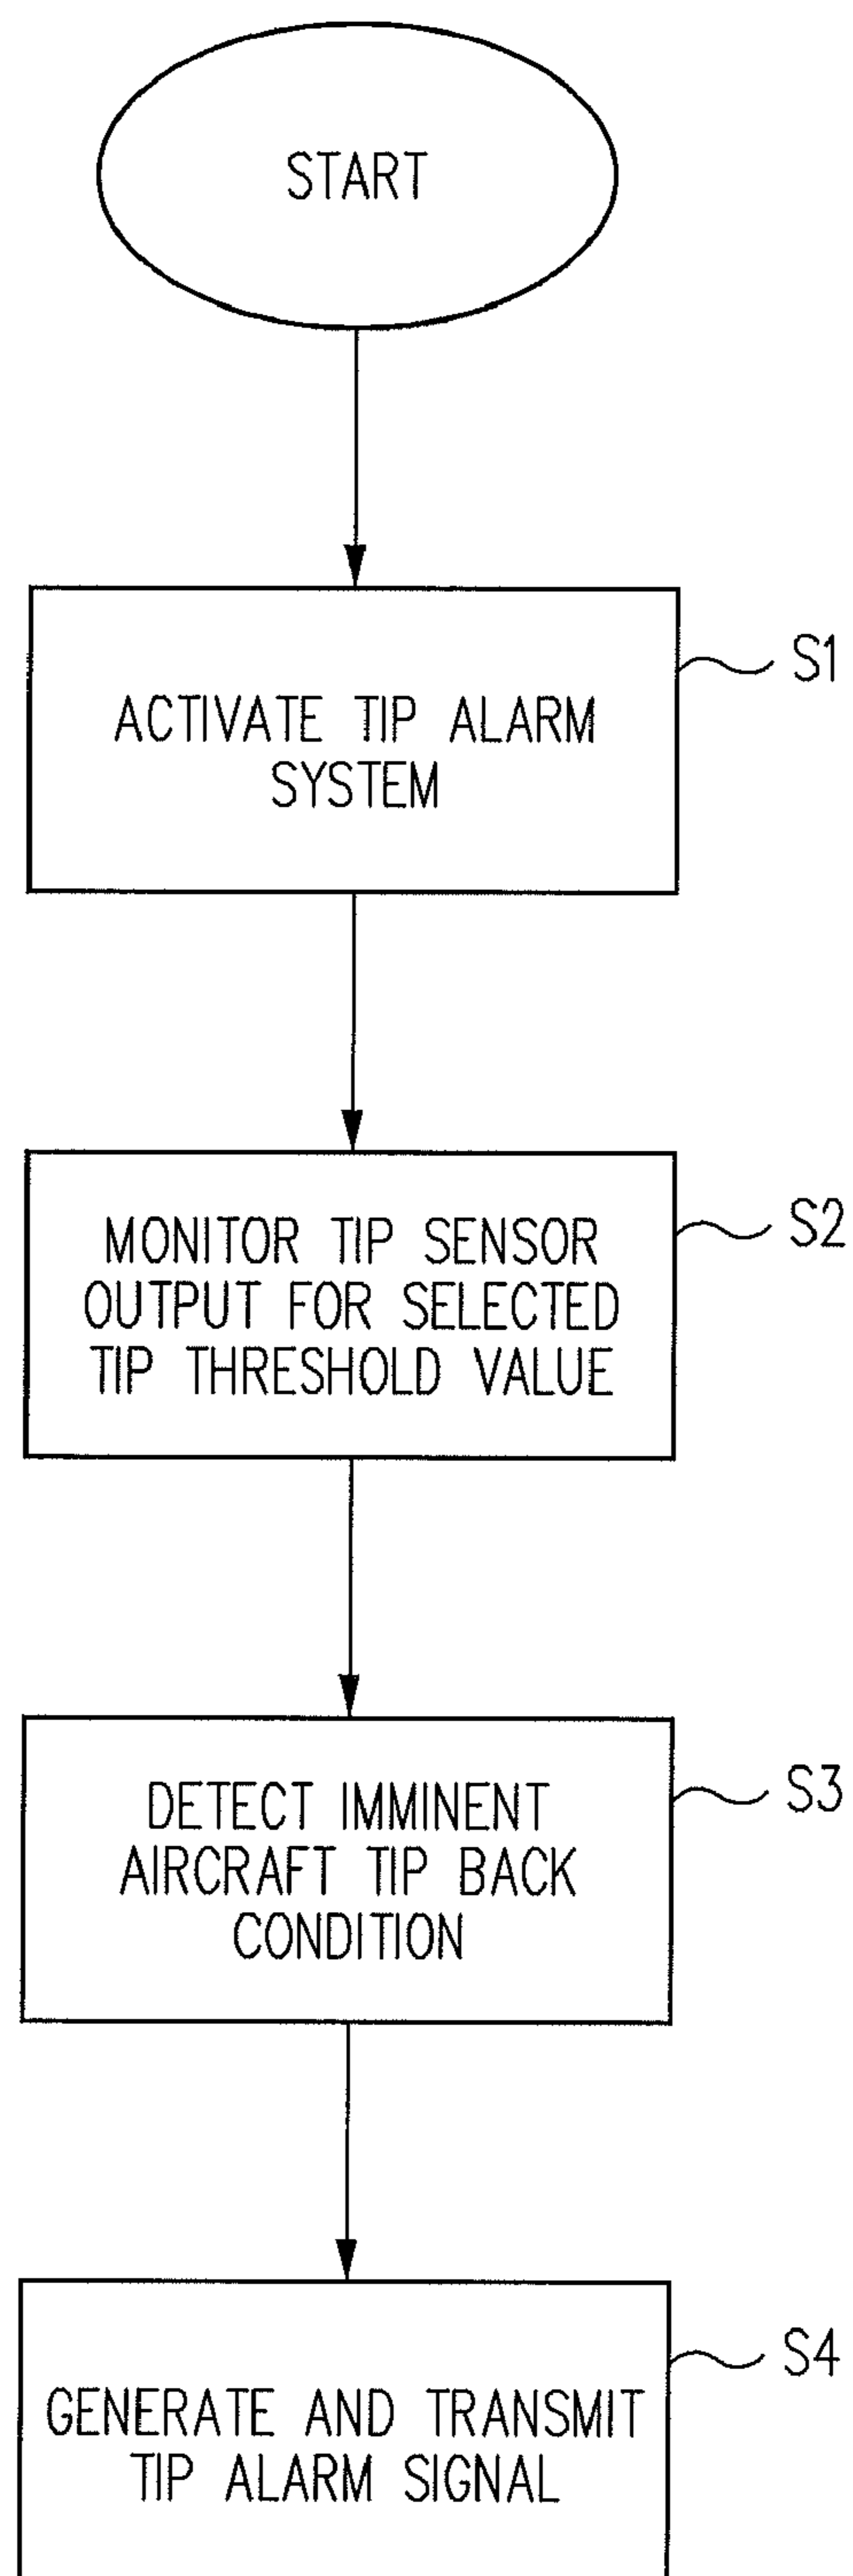 START
ACTIVATE TIP ALARM
SYSTEM
S1
MONITOR TIP SENSOR
OUTPUT FOR SELECTED
TIP THRESHOLD VALUE
S2
DETECT IMMINENT
AIRCRAFT TIP BACK
CONDITION
S3
GENERATE AND TRANSMIT
TIP ALARM SIGNAL
S4